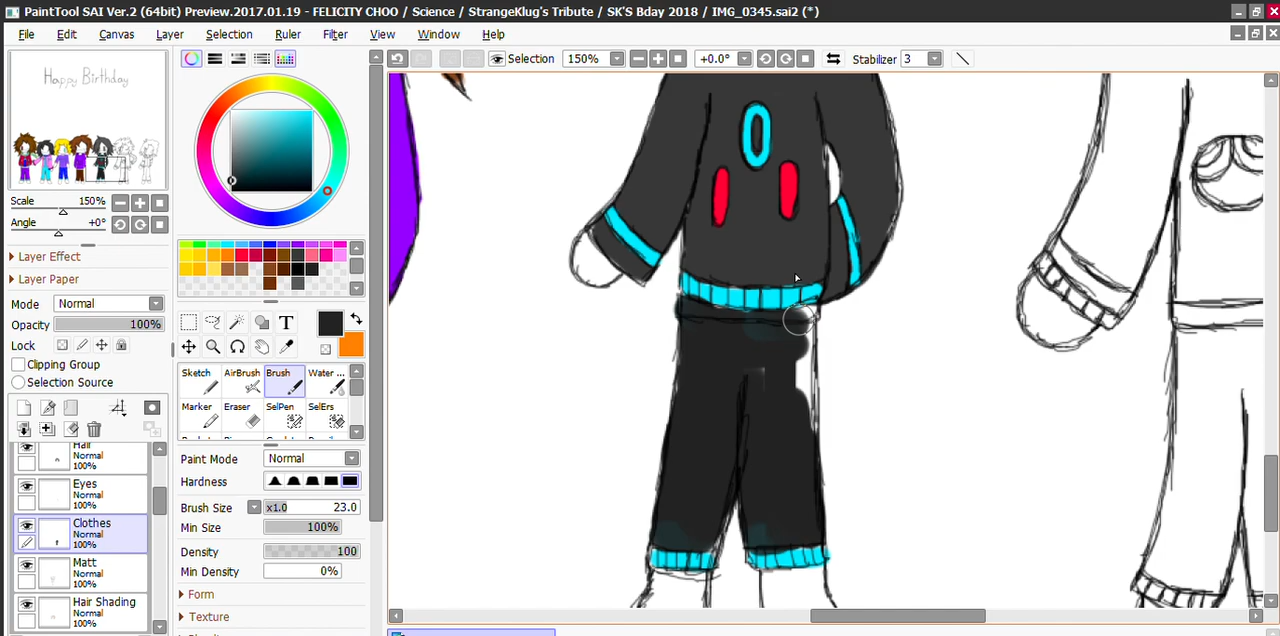 PaintTool SAI Ver.2 (64bit) Preview.2017.01.19 - FELICITY CHOO / Science / StrangeKlug's Tribute / SK'S Bday 2018 / IMG_0345.sai2 (*)
File Edit Canvas Layer Selection Ruler Filter View Window Help
Selection 150% +0.0° Stabilizer 3
Happy Birthday
Scale 150%
Angle +0°
Layer Effect
Layer Paper
Mode Normal
Opacity 100%
Lock
Clipping Group
Selection Source
Hair
Normal
100%
Eyes
Normal
100%
Clothes
Normal
100%
Matt
Normal
100%
Hair Shading
Normal
100%
T
Sketch AirBrush Brush Water ...
Marker Eraser SelPen SelErs
Paint Mode Normal
Hardness
Brush Size x1.0 23.0
Min Size 100%
Density 100
Min Density 0%
Form
Texture